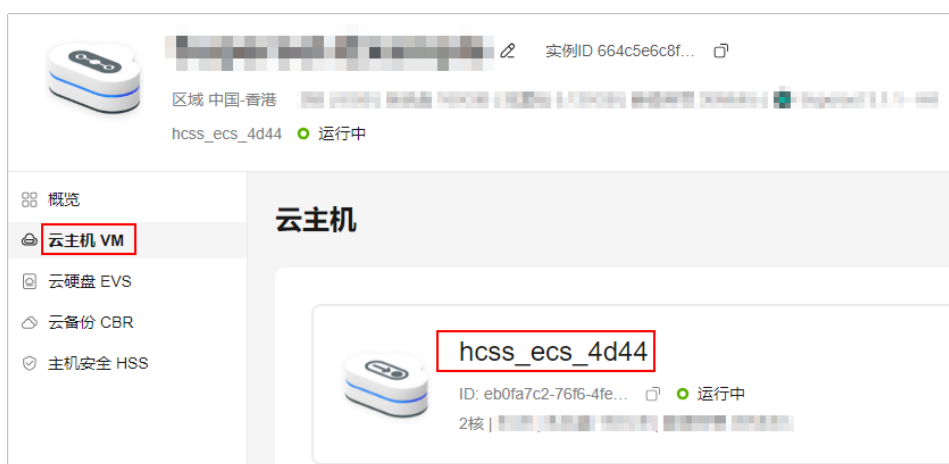 实例ID 664c5e6c8f...
区域 中国-香港
hcss_ecs_4d44 运行中
概览
云主机 VM
云硬盘 EVS
云备份 CBR
主机安全 HSS
云主机
hcss_ecs_4d44
ID: eb0fa7c2-76f6-4fe... 运行中
2核 |